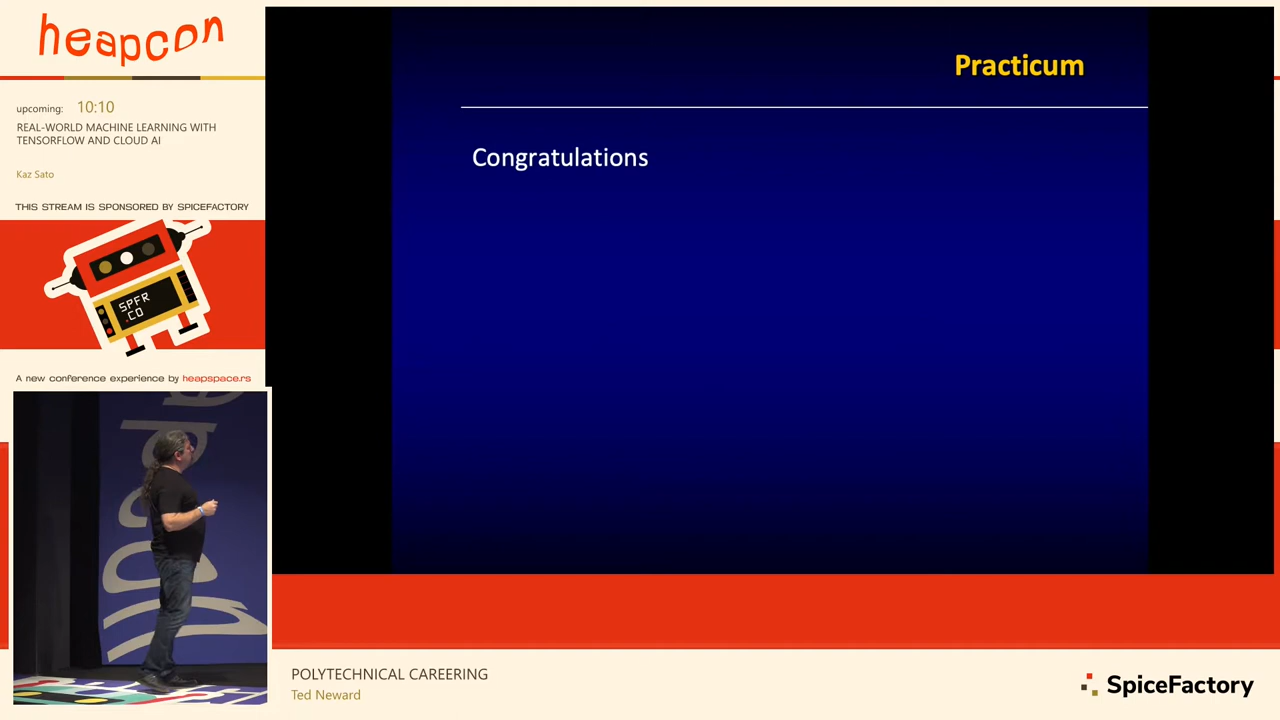 heapcon
upcoming: 10:10
REAL-WORLD MACHINE LEARNING WITH
TENSORFLOW AND CLOUD AI
Kaz Sato
THIS STREAM IS SPONSORED BY SPICEFACTORY
SPFR
.CO
A new conference experience by heapspace.rs
Practicum
Congratulations
POLYTECHNICAL CAREERING
Ted Neward
SpiceFactory